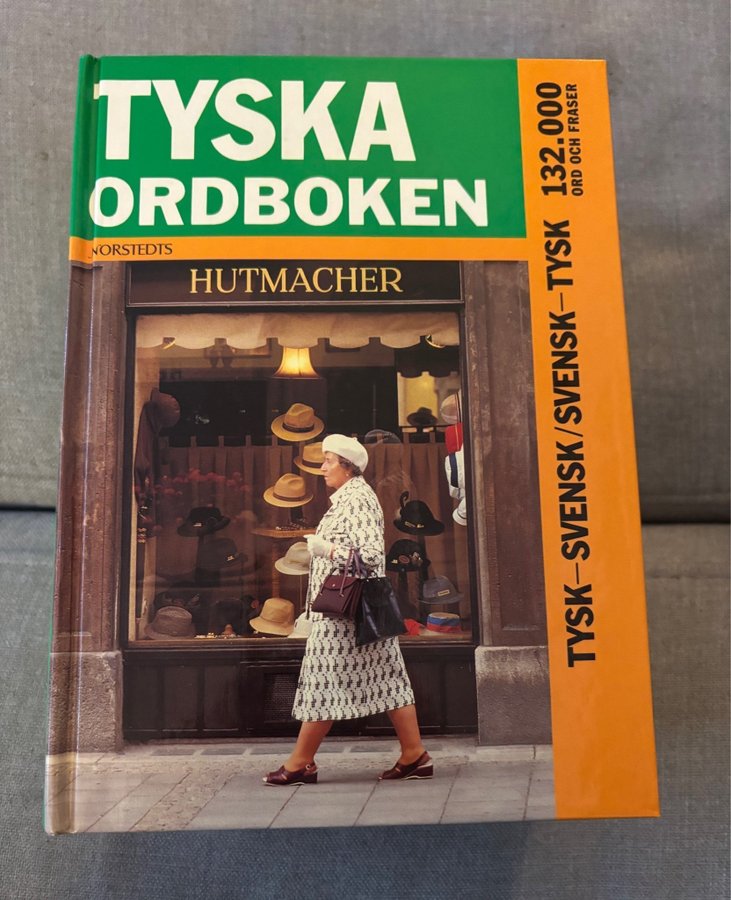 TYSKA
ORDBOKEN
NORSTEDTS
HUTMACHER
TYSK–SVENSK/SVENSK–TYSK 132.000
ORD OCH FRASER